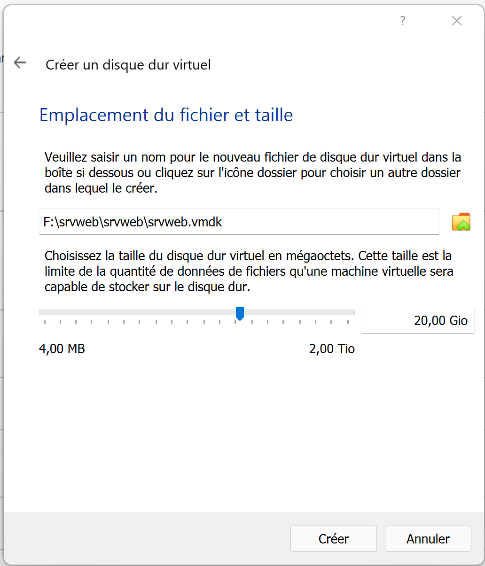 ?
Créer un disque dur virtuel
Emplacement du fichier et taille
Veuillez saisir un nom pour le nouveau fichier de disque dur virtuel dans la
boîte si dessous ou cliquez sur l'icône dossier pour choisir un autre dossier
dans lequel le créer.
F:\srvweb\srvweb\srvweb.vmdk
Choisissez la taille du disque dur virtuel en mégaoctets. Cette taille est la
limite de la quantité de données de fichiers qu'une machine virtuelle sera
capable de stocker sur le disque dur.
20,00 Gio
4,00 MB 2,00 Tio
Créer Annuler